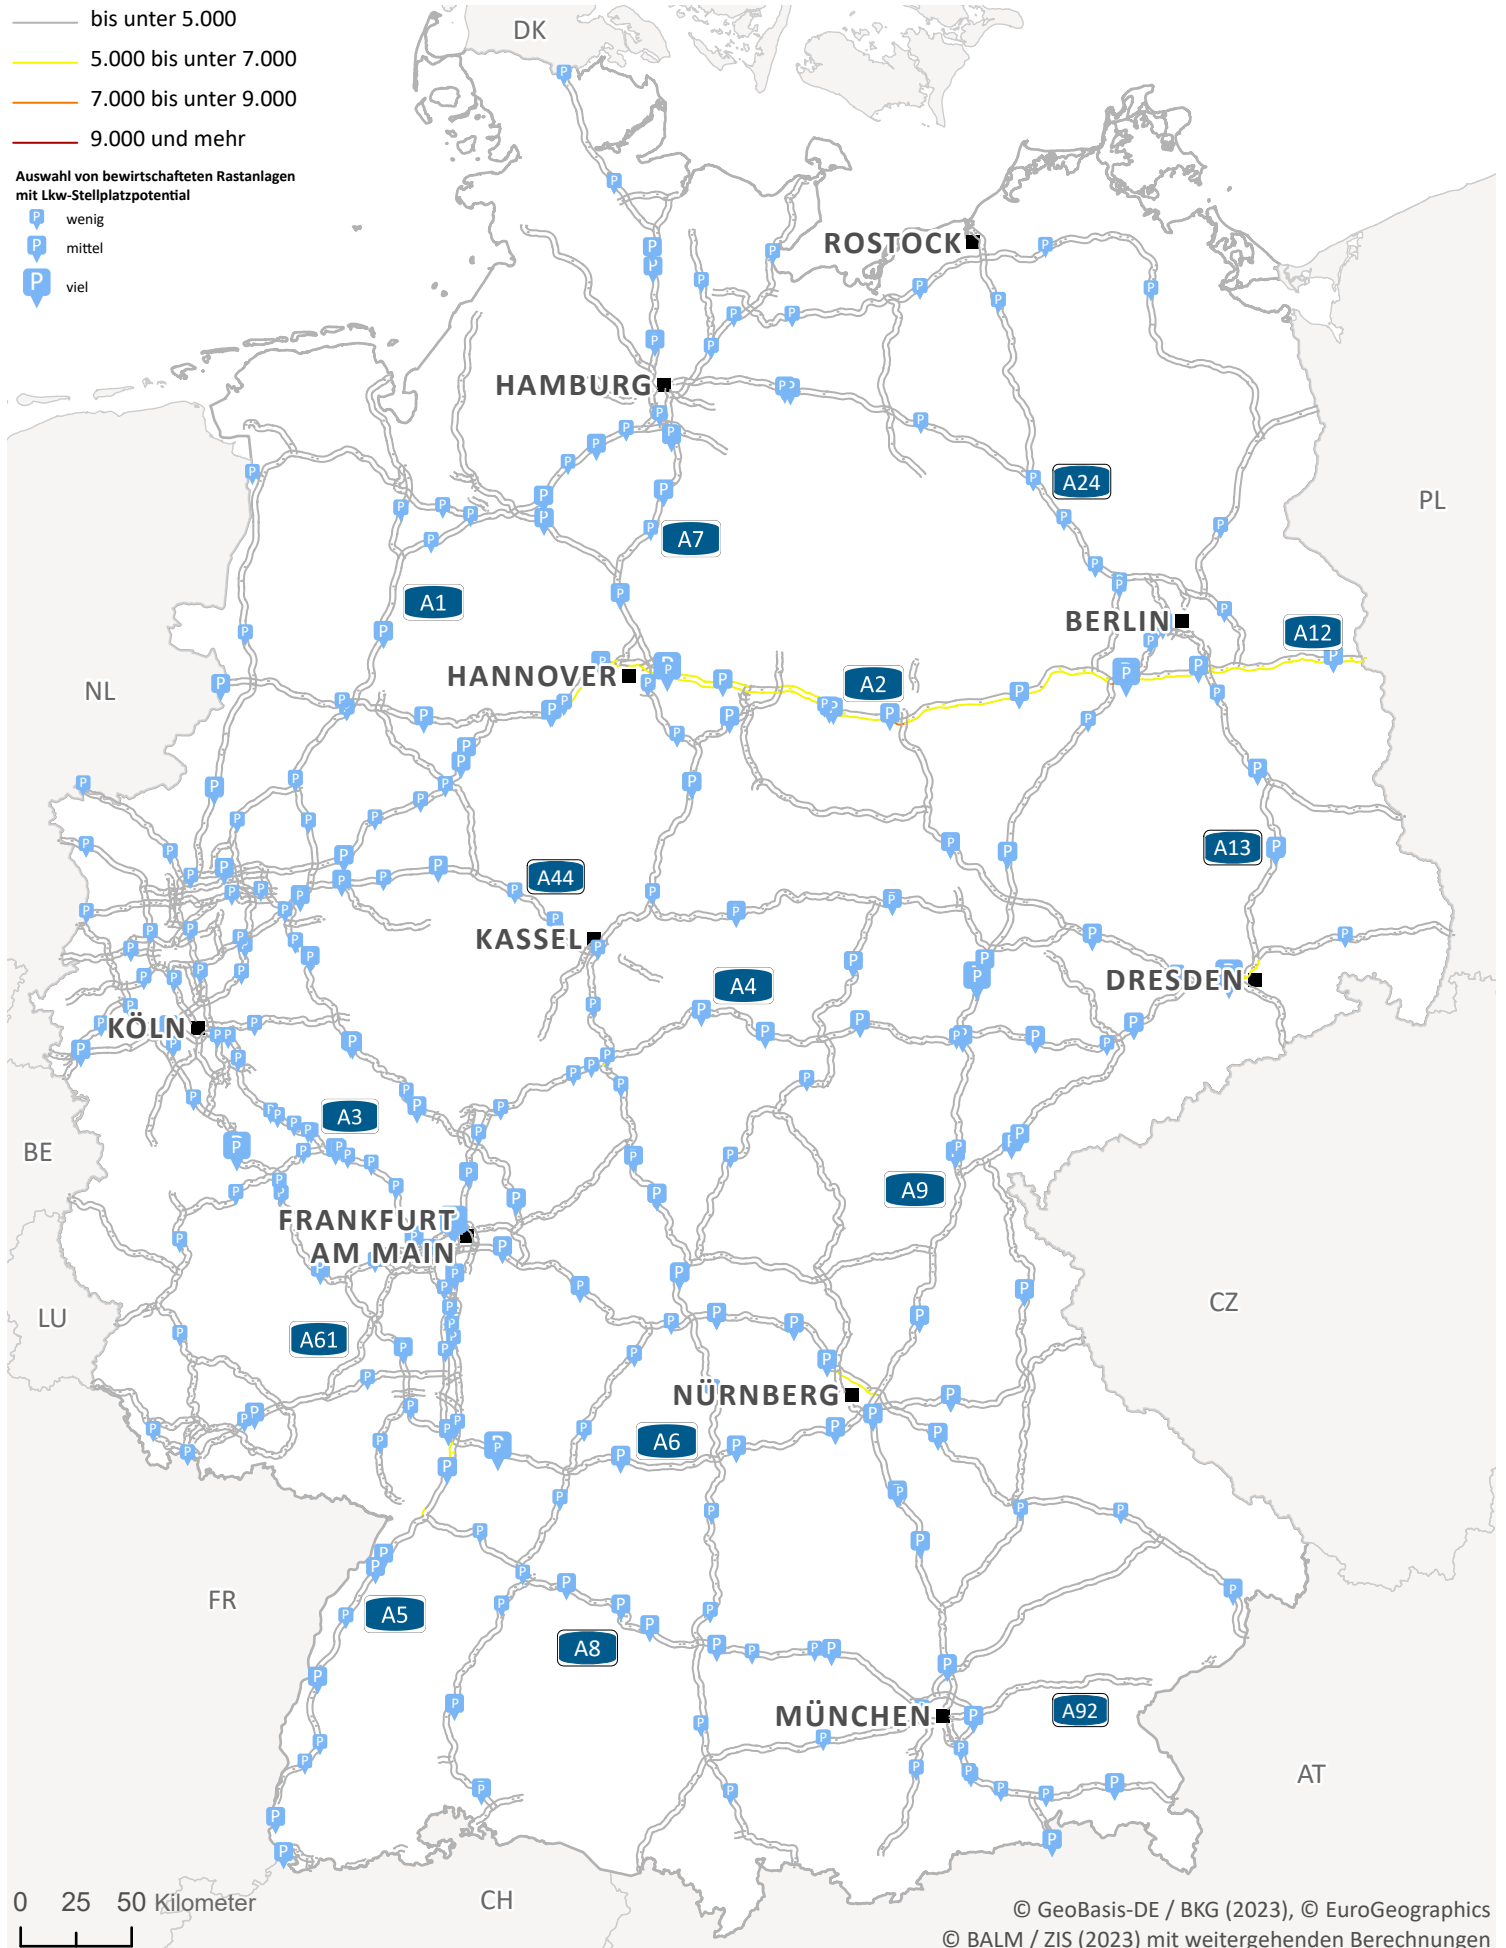 bis unter 5.000
5.000 bis unter 7.000
7.000 bis unter 9.000
9.000 und mehr
Auswahl von bewirtschafteten Rastanlagen
mit Lkw-Stellplatzpotential
P wenig
P mittel
P viel
DK
ROSTOCK
HAMBURG
A24
PL
A7
A1
BERLIN
A12
HANNOVER
A2
NL
A13
A44
KASSEL
DRESDEN
A4
KÖLN
A3
BE
A9
FRANKFURT
AM MAIN
CZ
LU
A61
NÜRNBERG
A6
FR
A5
A8
MÜNCHEN
A92
AT
CH
0 25 50 Kilometer
© GeoBasis-DE / BKG (2023), © EuroGeographics
© BALM / ZIS (2023) mit weitergehenden Berechnungen